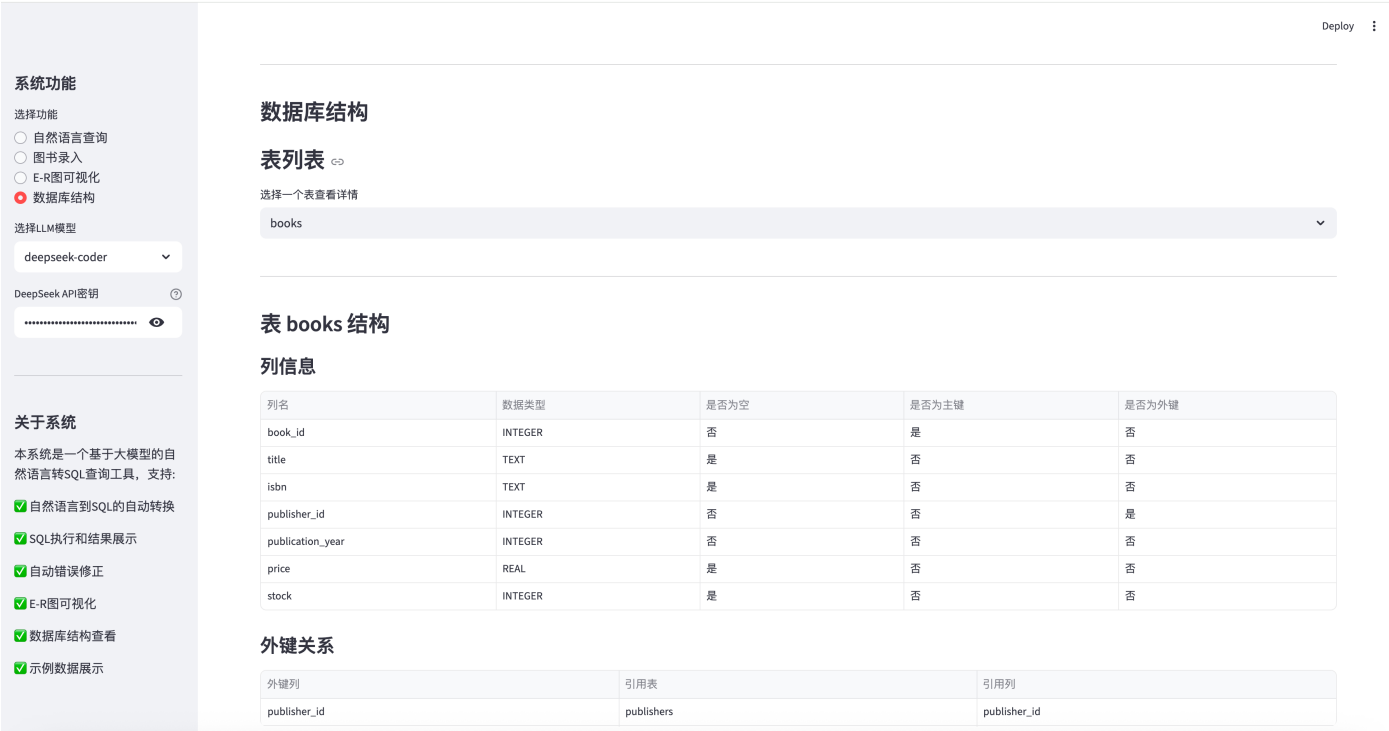 Deploy
系统功能
选择功能
自然语言查询
图书录入
E-R图可视化
数据库结构
选择LLM模型
deepseek-coder
DeepSeek API密钥
关于系统
本系统是一个基于大模型的自
然语言转SQL查询工具，支持:
✅自然语言到SQL的自动转换
✅SQL执行和结果展示
✅自动错误修正
✅E-R图可视化
✅数据库结构查看
✅示例数据展示
数据库结构
表列表
选择一个表查看详情
books
表 books 结构
列信息
列名 数据类型 是否为空 是否为主键 是否为外键
book_id INTEGER 否 是 否
title TEXT 是 否 否
isbn TEXT 是 否 否
publisher_id INTEGER 否 否 是
publication_year INTEGER 否 否 否
price REAL 是 否 否
stock INTEGER 是 否 否
外键关系
外键列 引用表 引用列
publisher_id publishers publisher_id